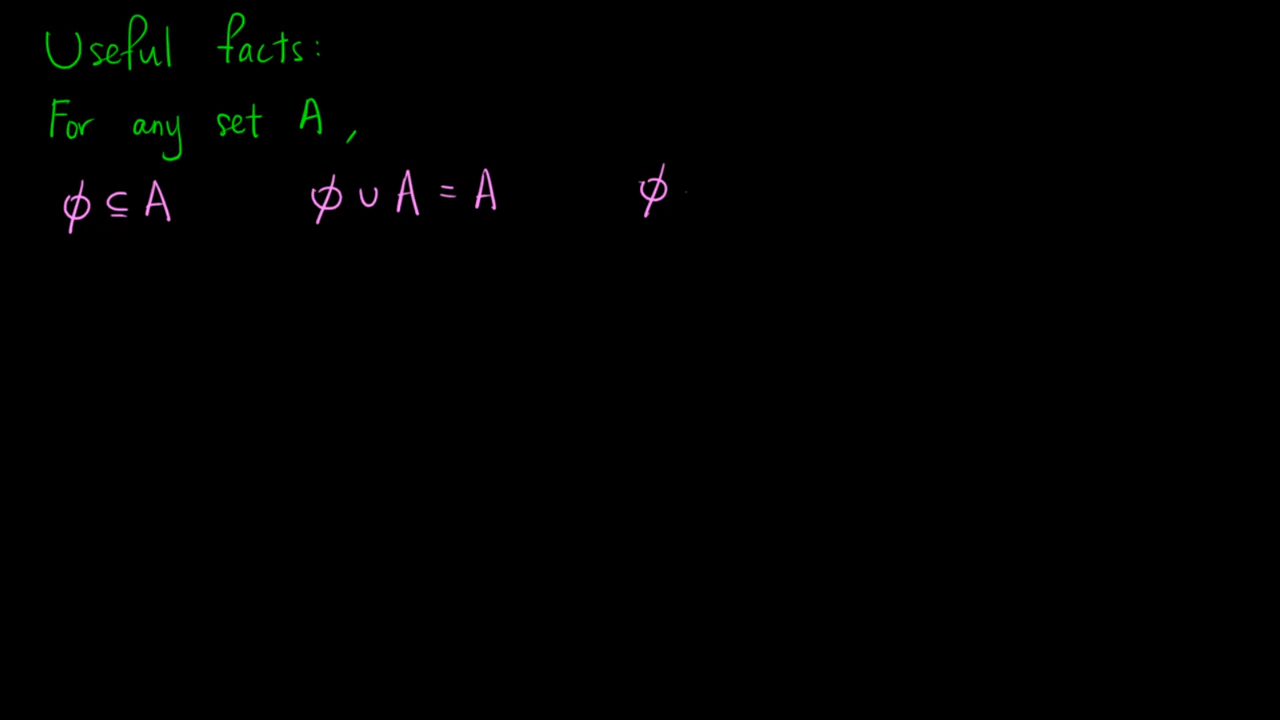 Useful facts:
For any set A,
ϕ ⊆ A ϕ ∪ A = A ϕ